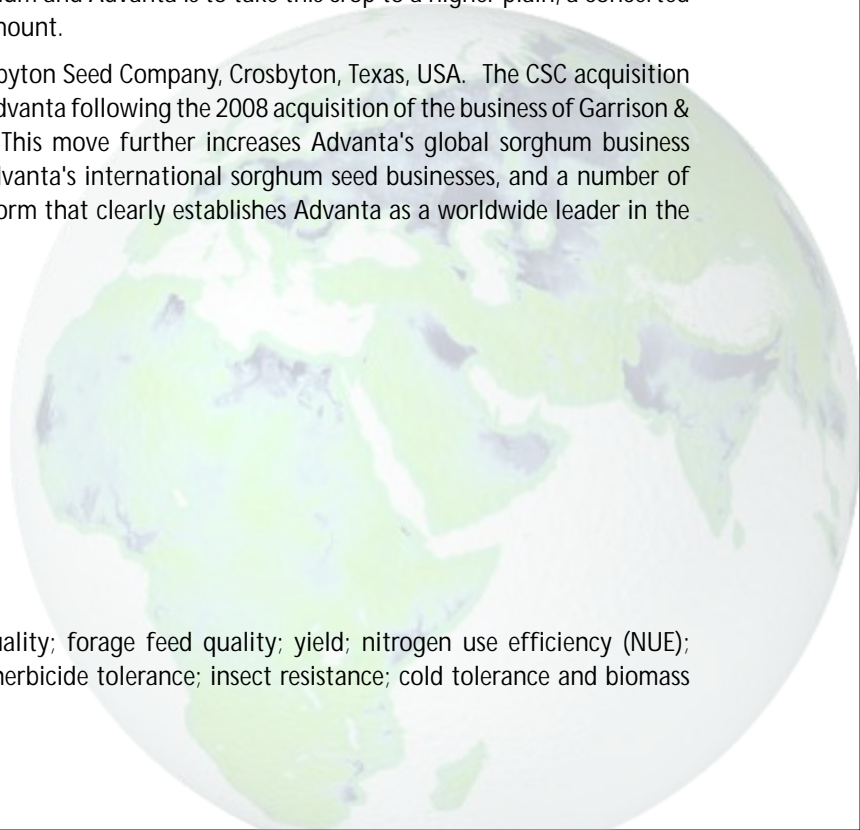 and Advanta is to take this crop to a higher plain, a concerted
byton Seed Company, Crosbyton, Texas, USA. The CSC acquisition
dvanta following the 2008 acquisition of the business of Garrison &
This move further increases Advanta's global sorghum business
dvanta's international sorghum seed businesses, and a number of
orm that clearly establishes Advanta as a worldwide leader in the
uality; forage feed quality; yield; nitrogen use efficiency (NUE);
herbicide tolerance; insect resistance; cold tolerance and biomass